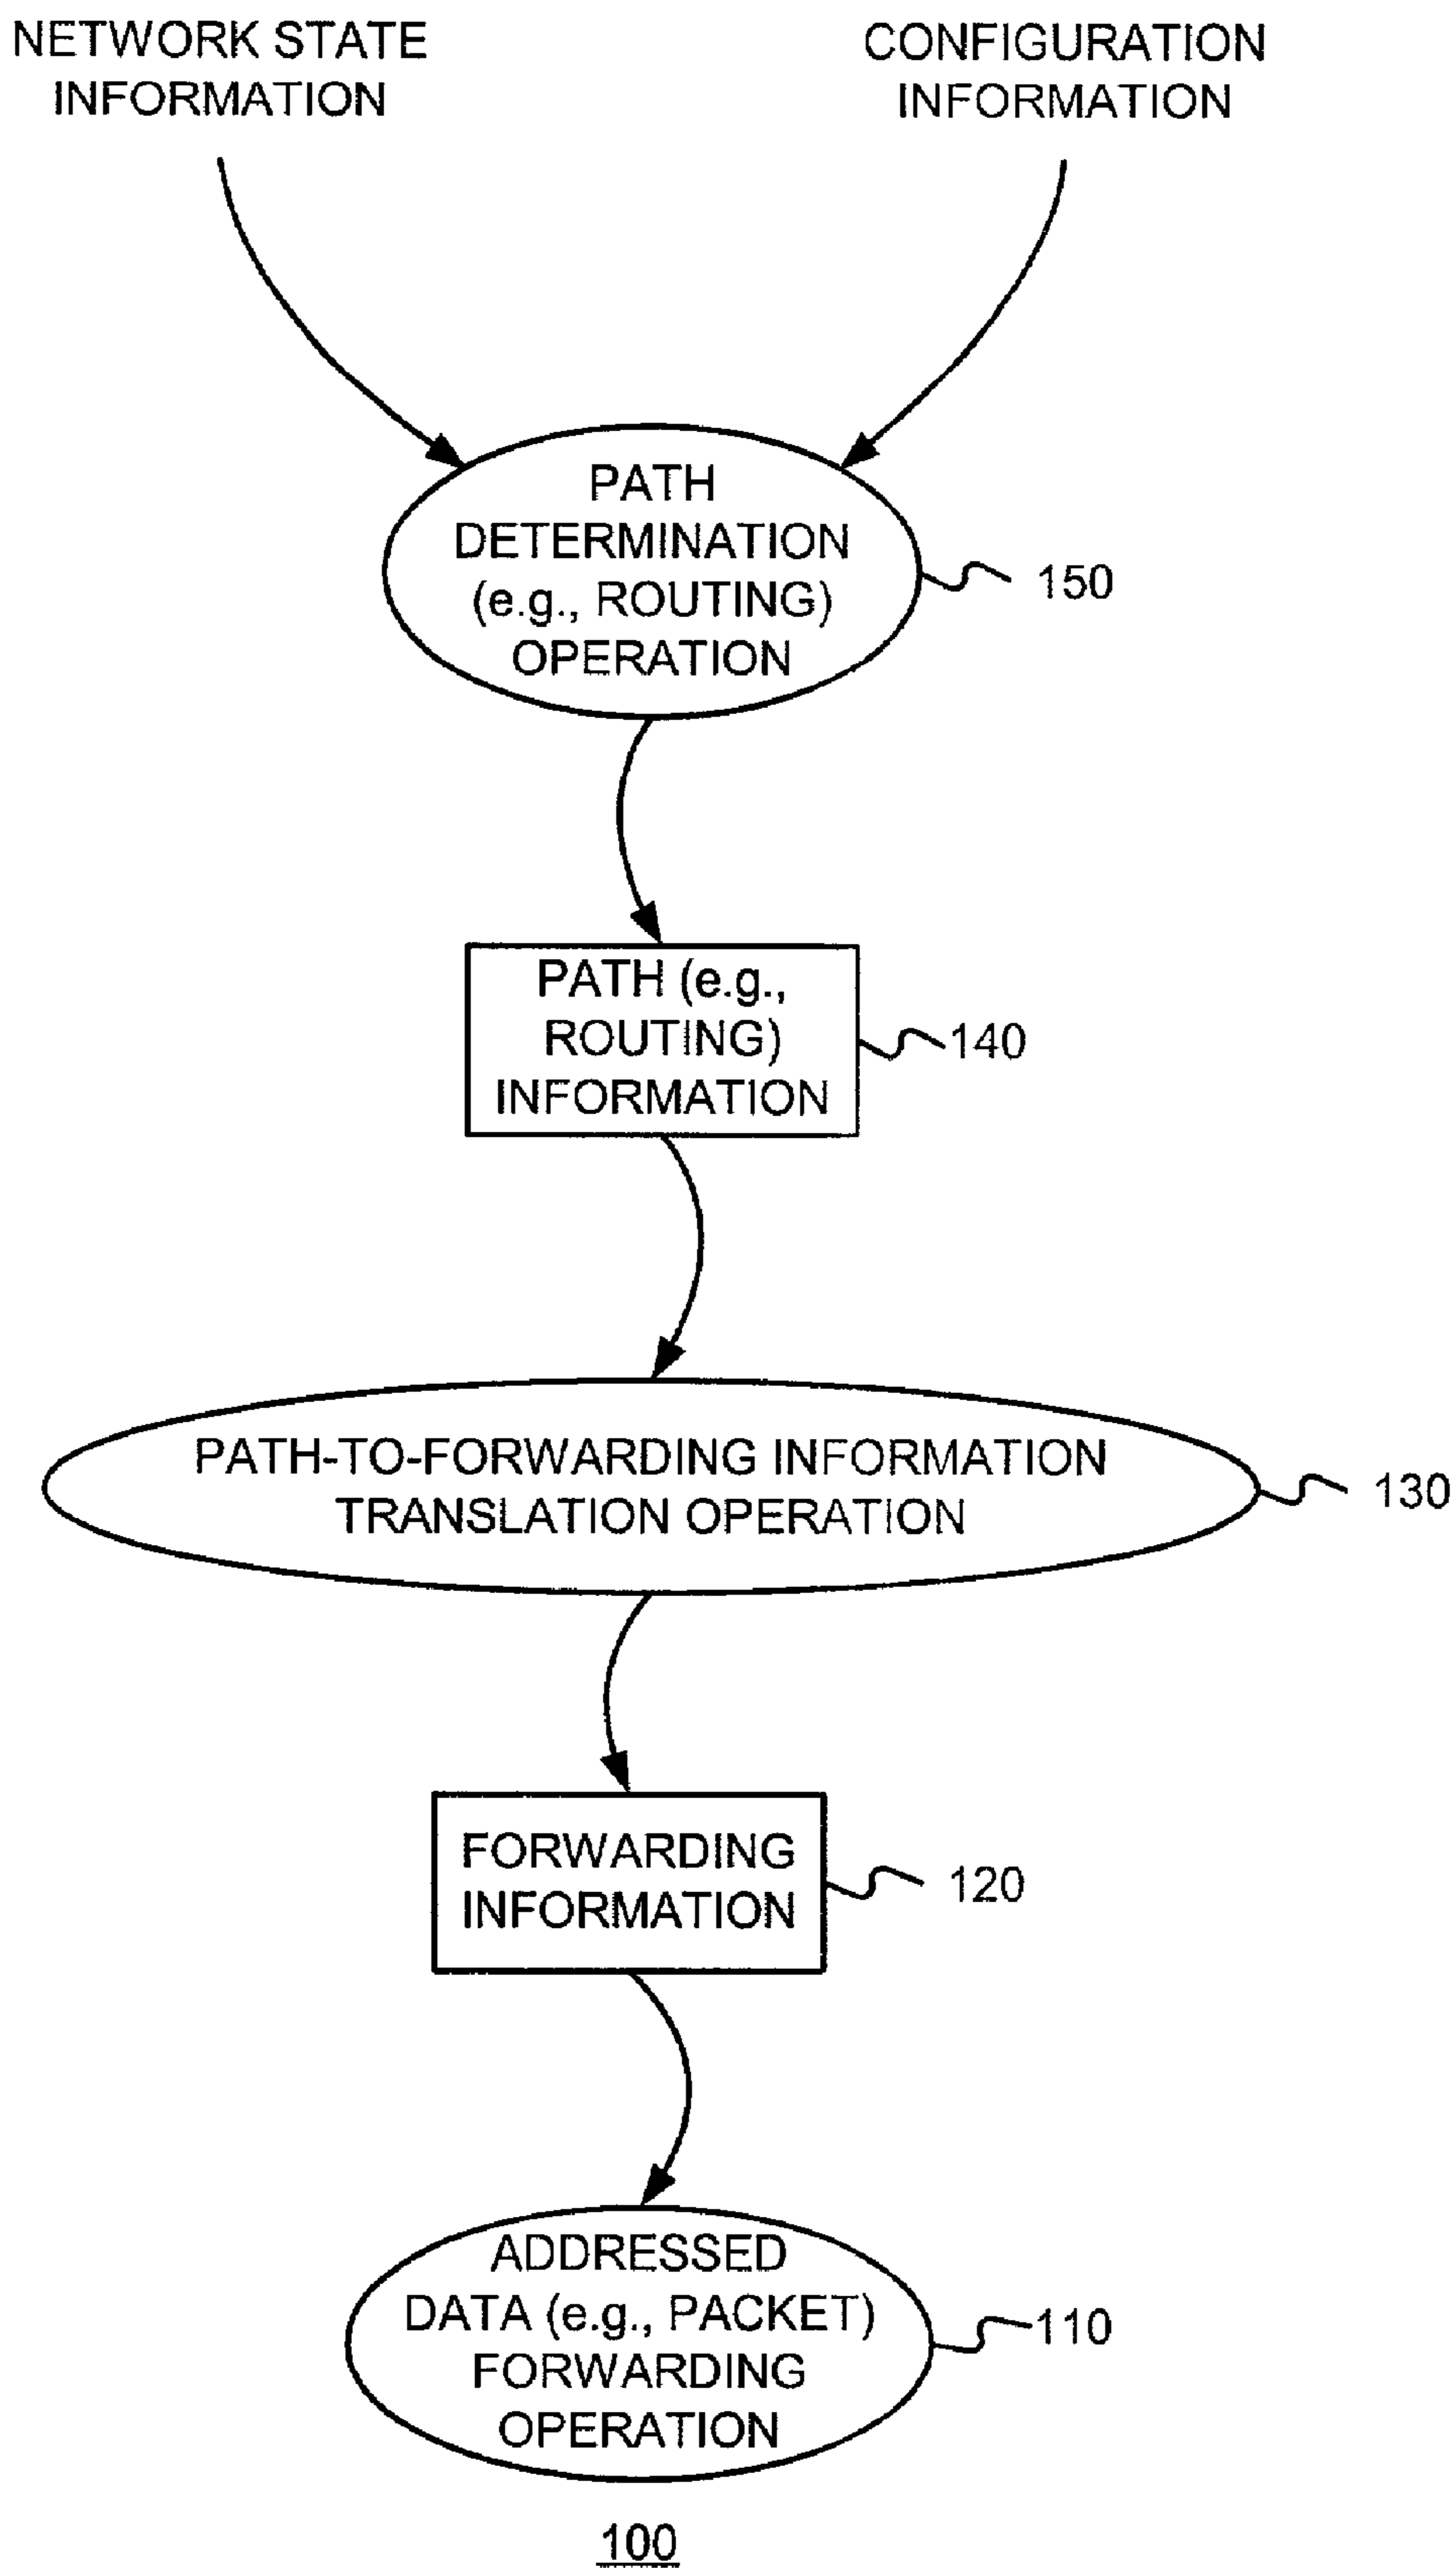 NETWORK STATE
INFORMATION
CONFIGURATION
INFORMATION
PATH
DETERMINATION
(e.g., ROUTING)
OPERATION
150
PATH (e.g.,
ROUTING)
INFORMATION
140
PATH-TO-FORWARDING INFORMATION
TRANSLATION OPERATION
130
FORWARDING
INFORMATION
120
ADDRESSED
DATA (e.g., PACKET)
FORWARDING
OPERATION
110
100